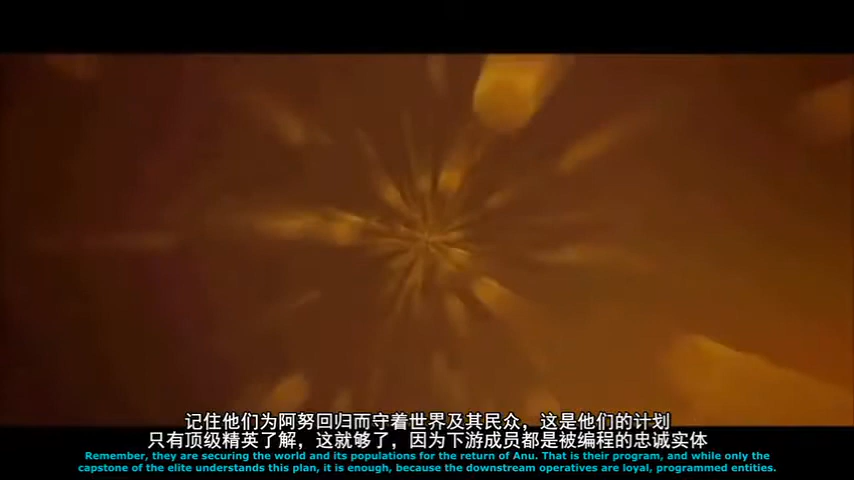 记住他们为阿努回归而守着世界及其民众，这是他们的计划
只有顶级精英了解，这就够了，因为下游成员都是被编程的忠诚实体
Remember, they are securing the world and its populations for the return of Anu. That is their program, and while only the
capstone of the elite understands this plan, it is enough, because the downstream operatives are loyal, programmed entities.